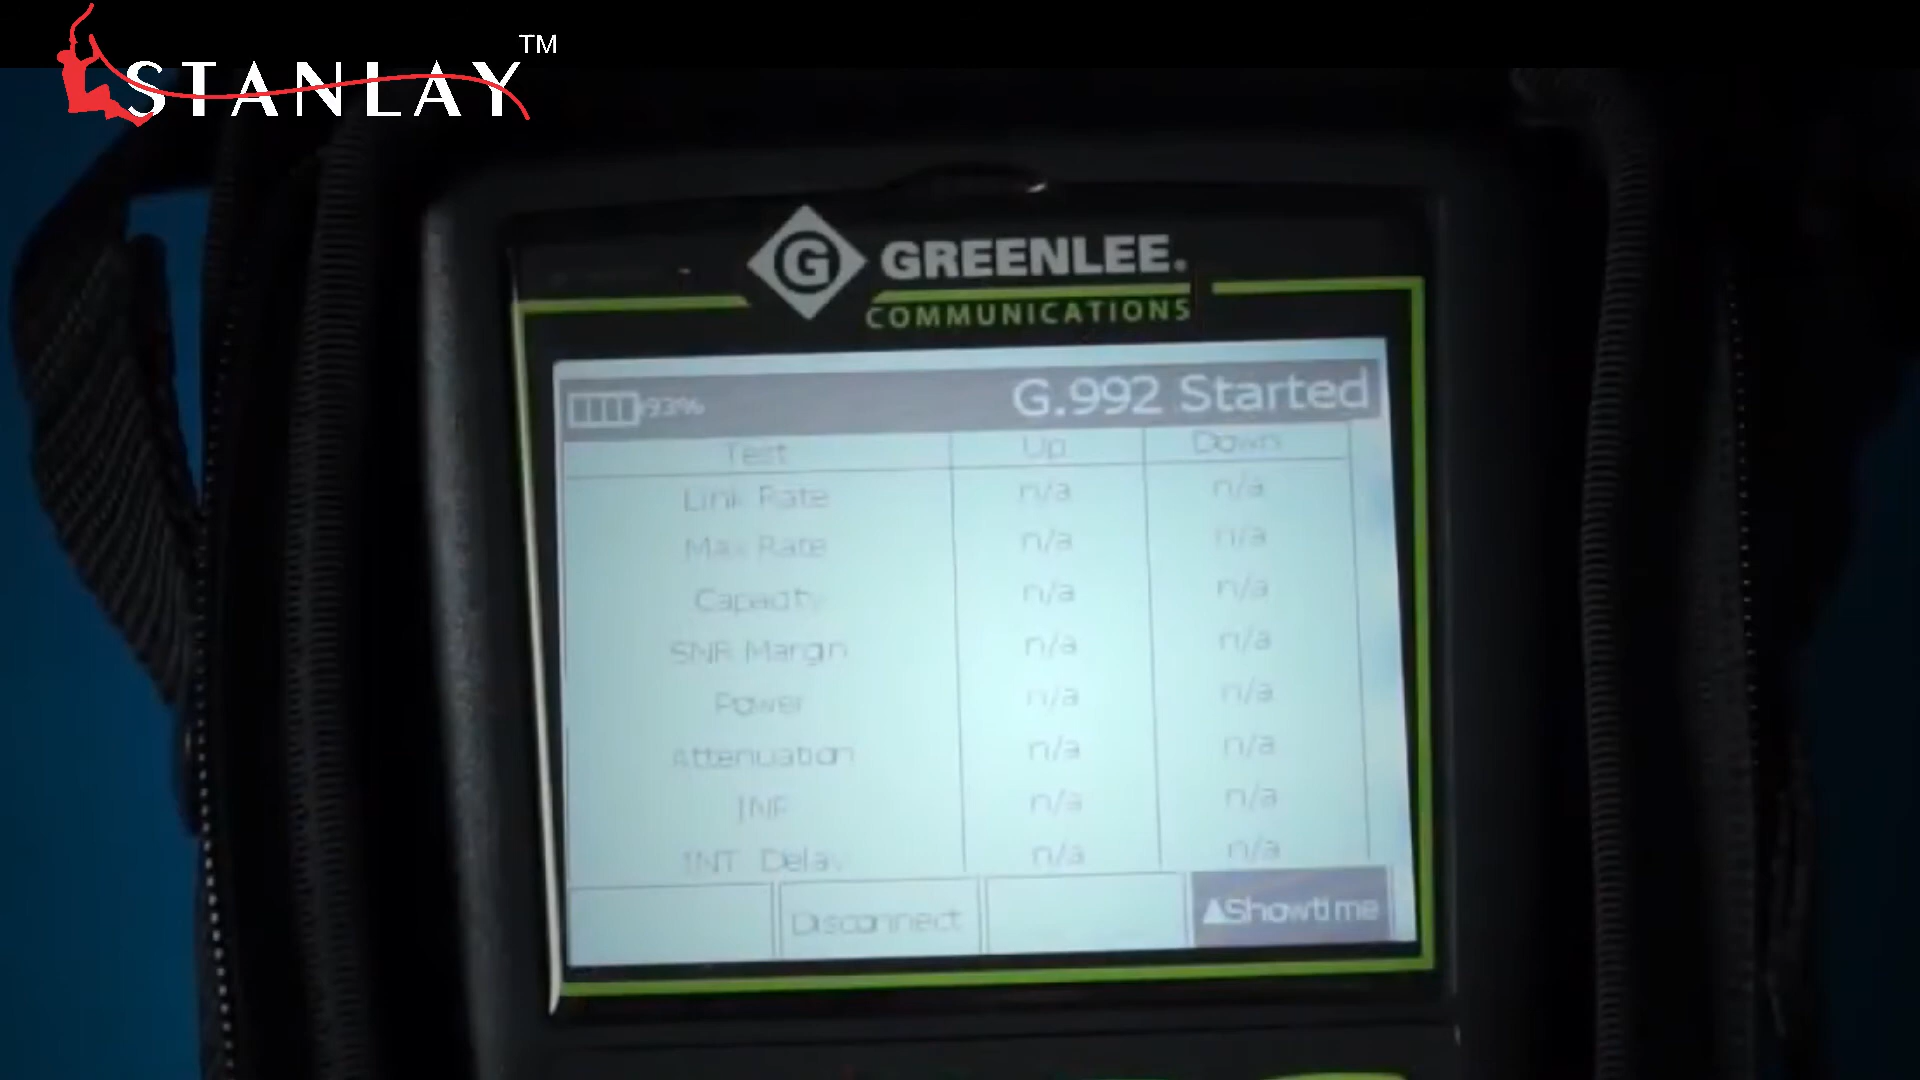 STANLAY™
G GREENLEE.
COMMUNICATIONS
93% G.992 Started
Test Up Down
Link Rate n/a n/a
Max Rate n/a n/a
Capacity n/a n/a
SNR Margin n/a n/a
Power n/a n/a
Attenuation n/a n/a
INP n/a n/a
INT. Delay n/a n/a
Disconnect ▲Showtime